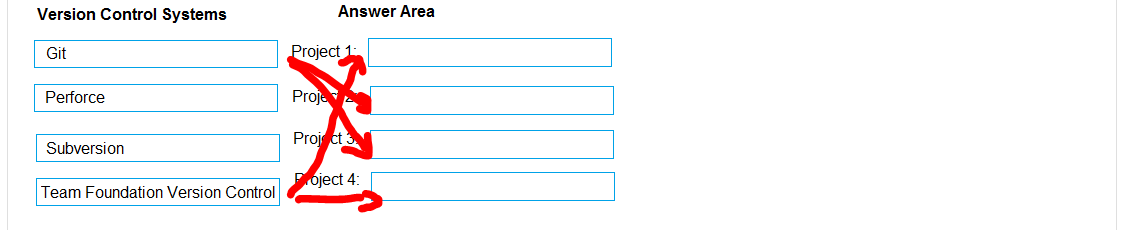 Version Control Systems
Answer Area
Git
Project 1:
Perforce
Project 2:
Subversion
Project 3:
Team Foundation Version Control
Project 4: